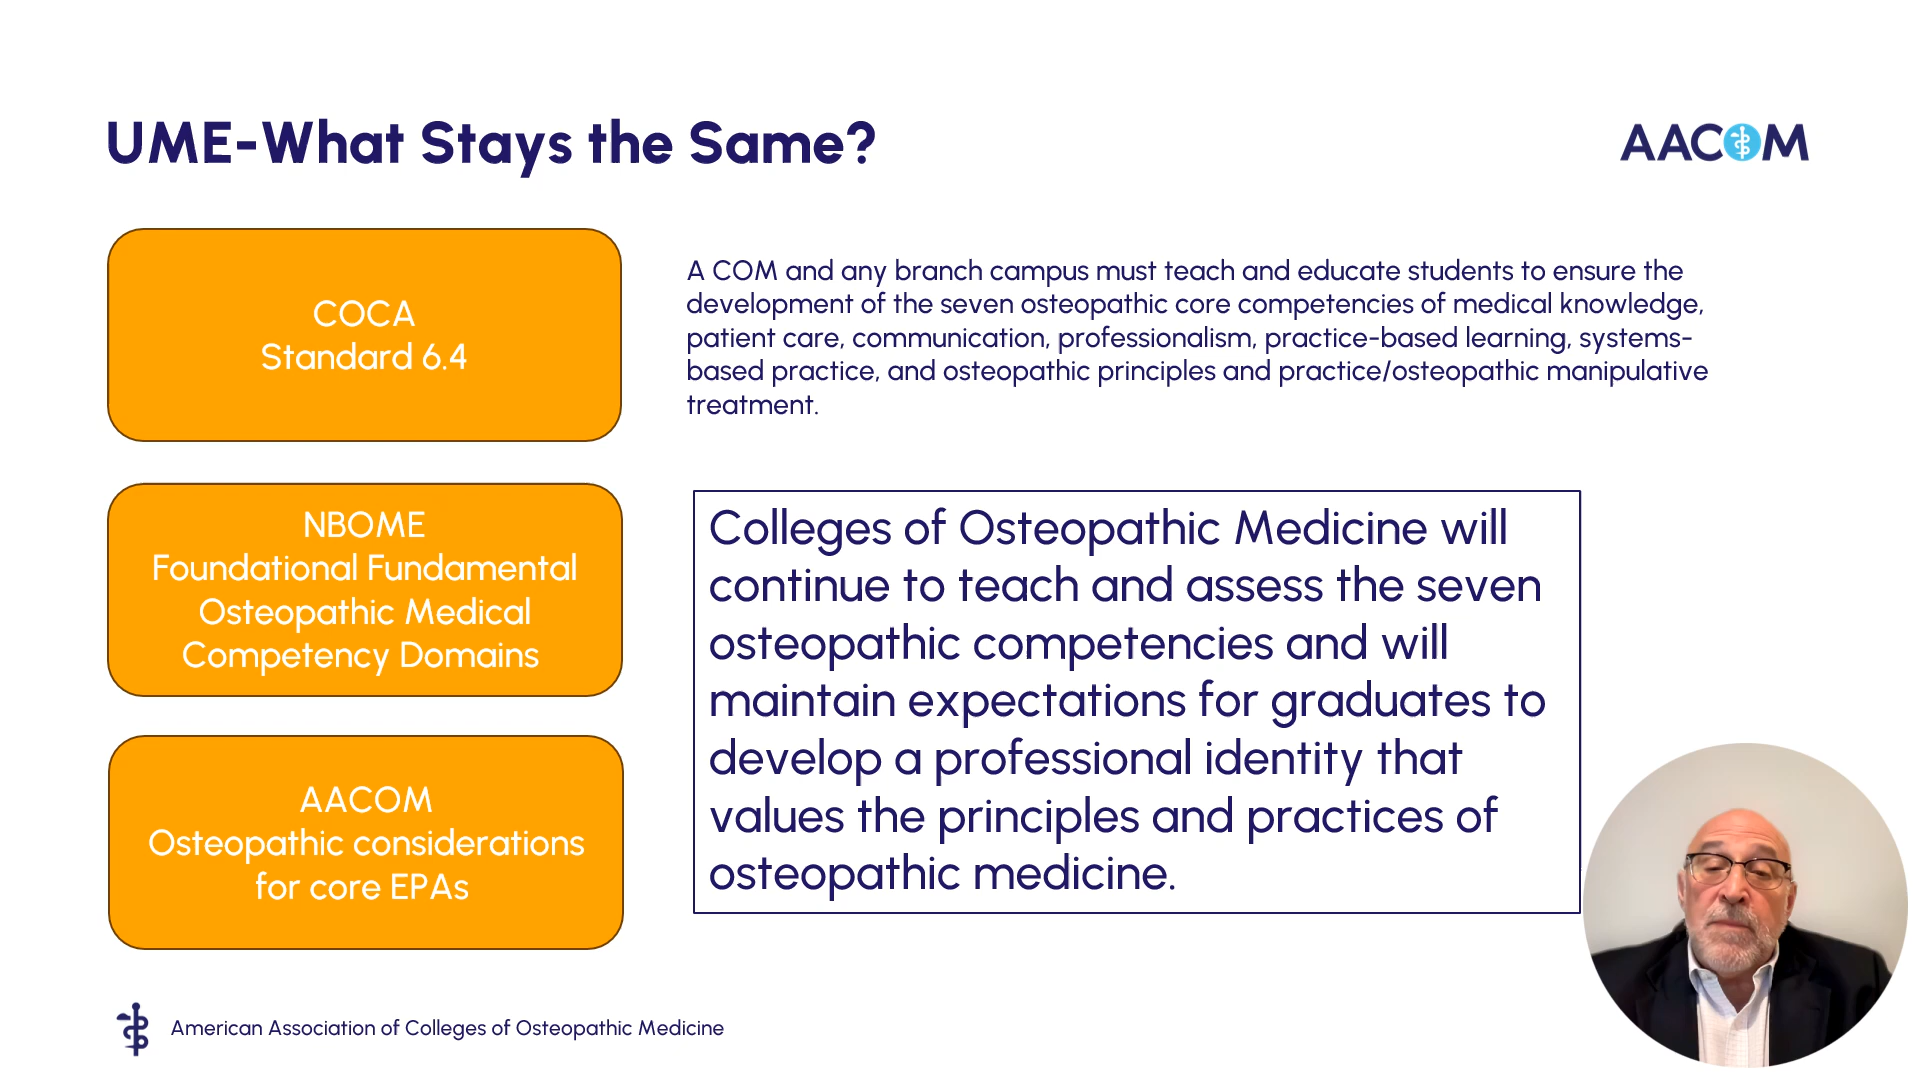 UME-What Stays the Same?
AACOM
COCA
Standard 6.4
A COM and any branch campus must teach and educate students to ensure the
development of the seven osteopathic core competencies of medical knowledge,
patient care, communication, professionalism, practice-based learning, systems-
based practice, and osteopathic principles and practice/osteopathic manipulative
treatment.
NBOME
Foundational Fundamental
Osteopathic Medical
Competency Domains
Colleges of Osteopathic Medicine will
continue to teach and assess the seven
osteopathic competencies and will
maintain expectations for graduates to
develop a professional identity that
values the principles and practices of
osteopathic medicine.
AACOM
Osteopathic considerations
for core EPAs
American Association of Colleges of Osteopathic Medicine